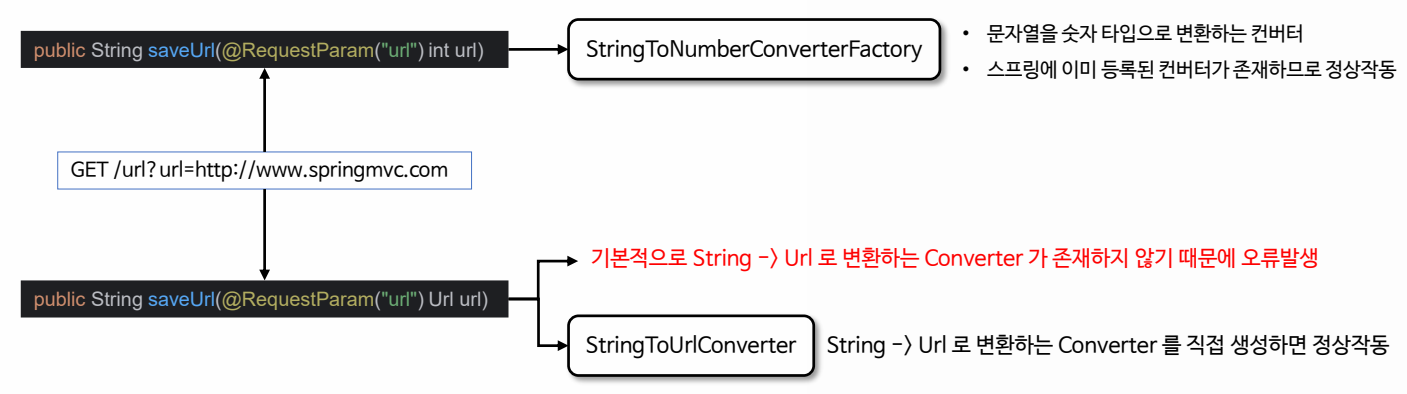 public String saveUrl(@RequestParam("url") int url)
StringToNumberConverterFactory
• 문자열을 숫자 타입으로 변환하는 컨버터
• 스프링에 이미 등록된 컨버터가 존재하므로 정상작동
GET /url?url=http://www.springmvc.com
기본적으로 String -> Url 로 변환하는 Converter 가 존재하지 않기 때문에 오류발생
public String saveUrl(@RequestParam("url") Url url)
StringToUrlConverter
String -> Url 로 변환하는 Converter 를 직접 생성하면 정상작동